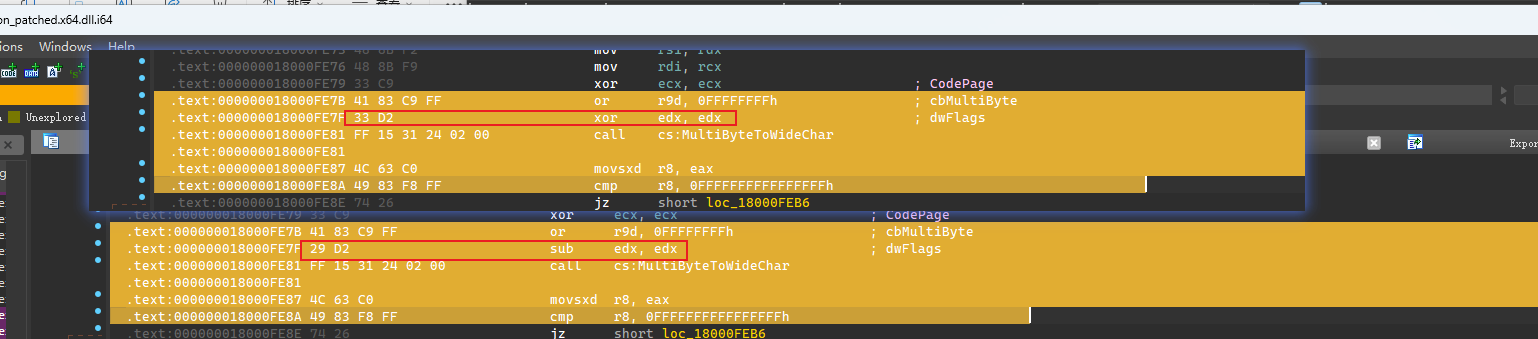 on_patched.x64.dll.i64
ions Windows Help
.text:000000018000FE76 48 8B F9 mov rdi, rcx
.text:000000018000FE79 33 C9 xor ecx, ecx ; CodePage
.text:000000018000FE7B 41 83 C9 FF or r9d, 0FFFFFFFFh ; cbMultiByte
.text:000000018000FE7F 33 D2 xor edx, edx ; dwFlags
.text:000000018000FE81 FF 15 31 24 02 00 call cs:MultiByteToWideChar
.text:000000018000FE81
.text:000000018000FE87 4C 63 C0 movsxd r8, eax
.text:000000018000FE8A 49 83 F8 FF cmp r8, 0FFFFFFFFFFFFFFFFh
.text:000000018000FE8E 74 26 jz short loc_18000FEB6
Unexplored
Expor
.text:000000018000FE79 33 C9 xor ecx, ecx ; CodePage
.text:000000018000FE7B 41 83 C9 FF or r9d, 0FFFFFFFFh ; cbMultiByte
.text:000000018000FE7F 29 D2 sub edx, edx ; dwFlags
.text:000000018000FE81 FF 15 31 24 02 00 call cs:MultiByteToWideChar
.text:000000018000FE81
.text:000000018000FE87 4C 63 C0 movsxd r8, eax
.text:000000018000FE8A 49 83 F8 FF cmp r8, 0FFFFFFFFFFFFFFFFh
.text:000000018000FE8E 74 26 jz short loc_18000FEB6